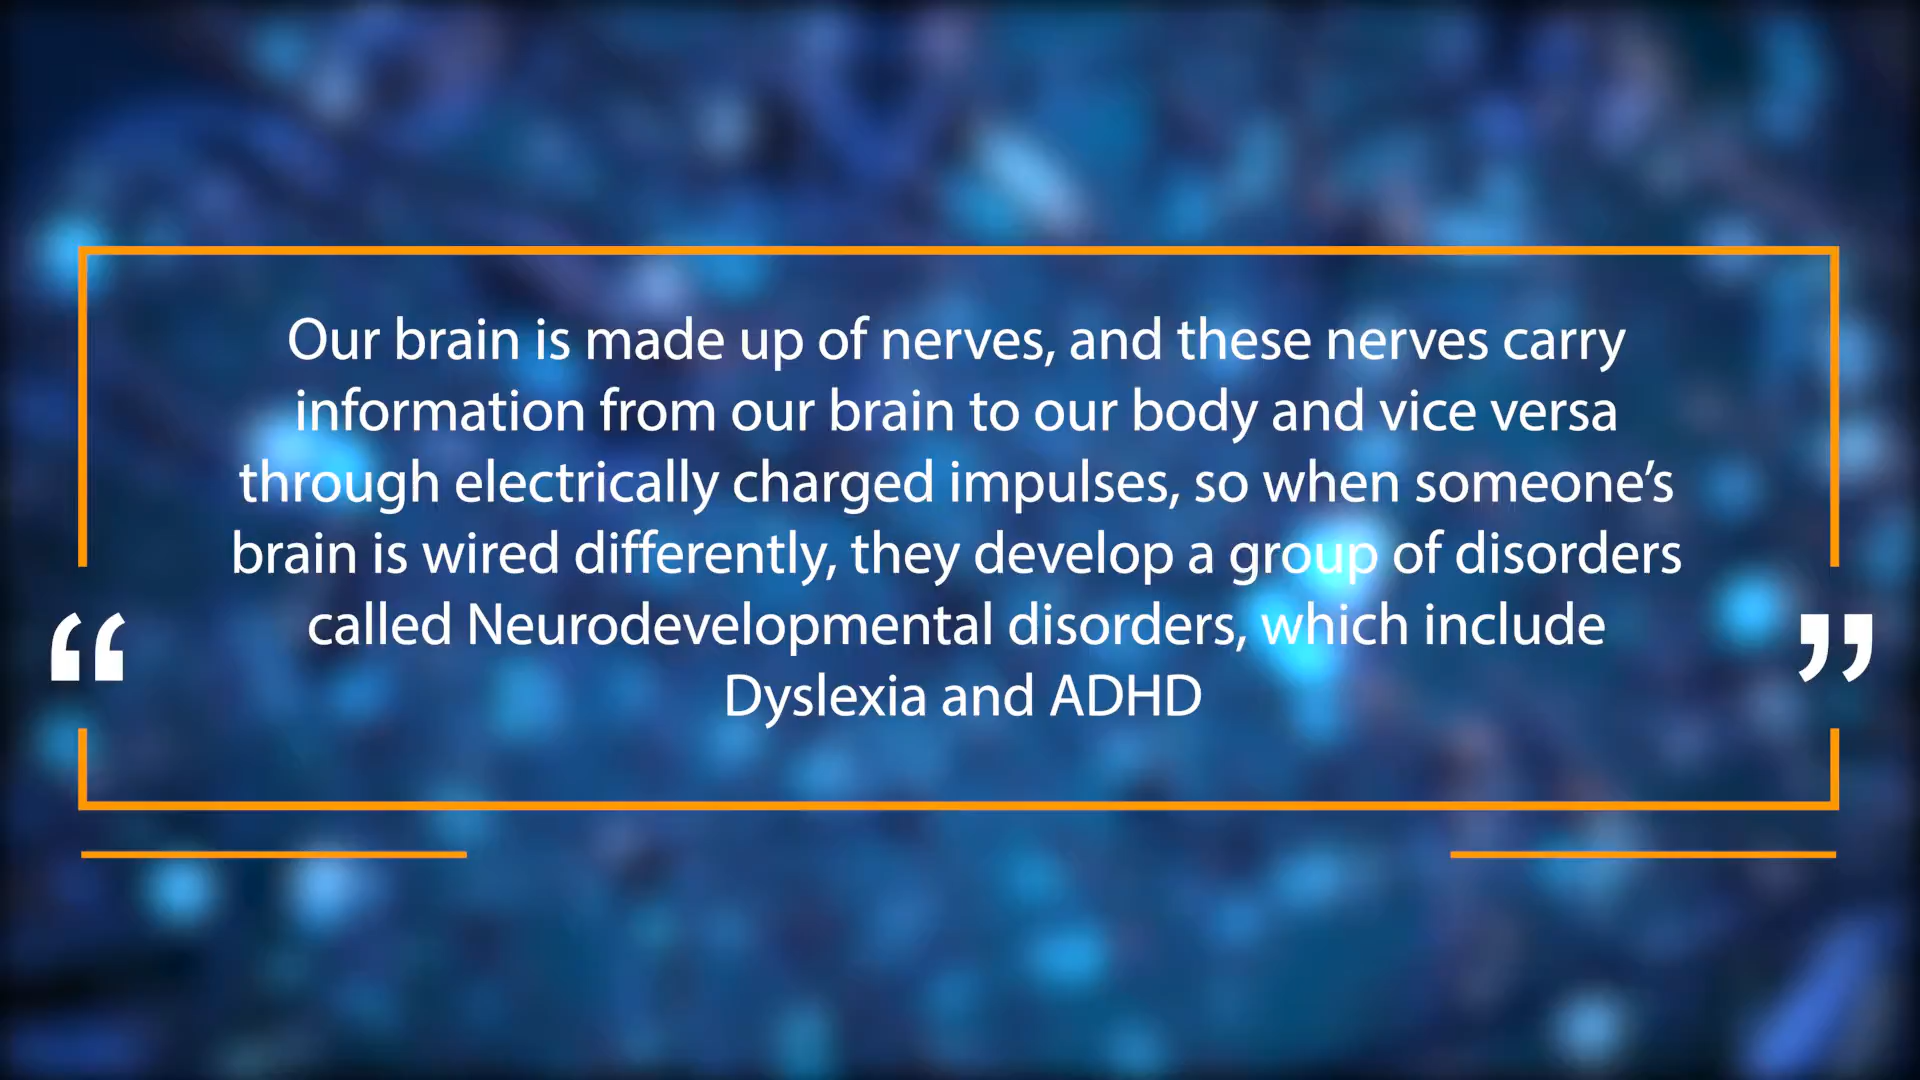 Our brain is made up of nerves, and these nerves carry
information from our brain to our body and vice versa
through electrically charged impulses, so when someone’s
brain is wired differently, they develop a group of disorders
called Neurodevelopmental disorders, which include
“ ”
Dyslexia and ADHD